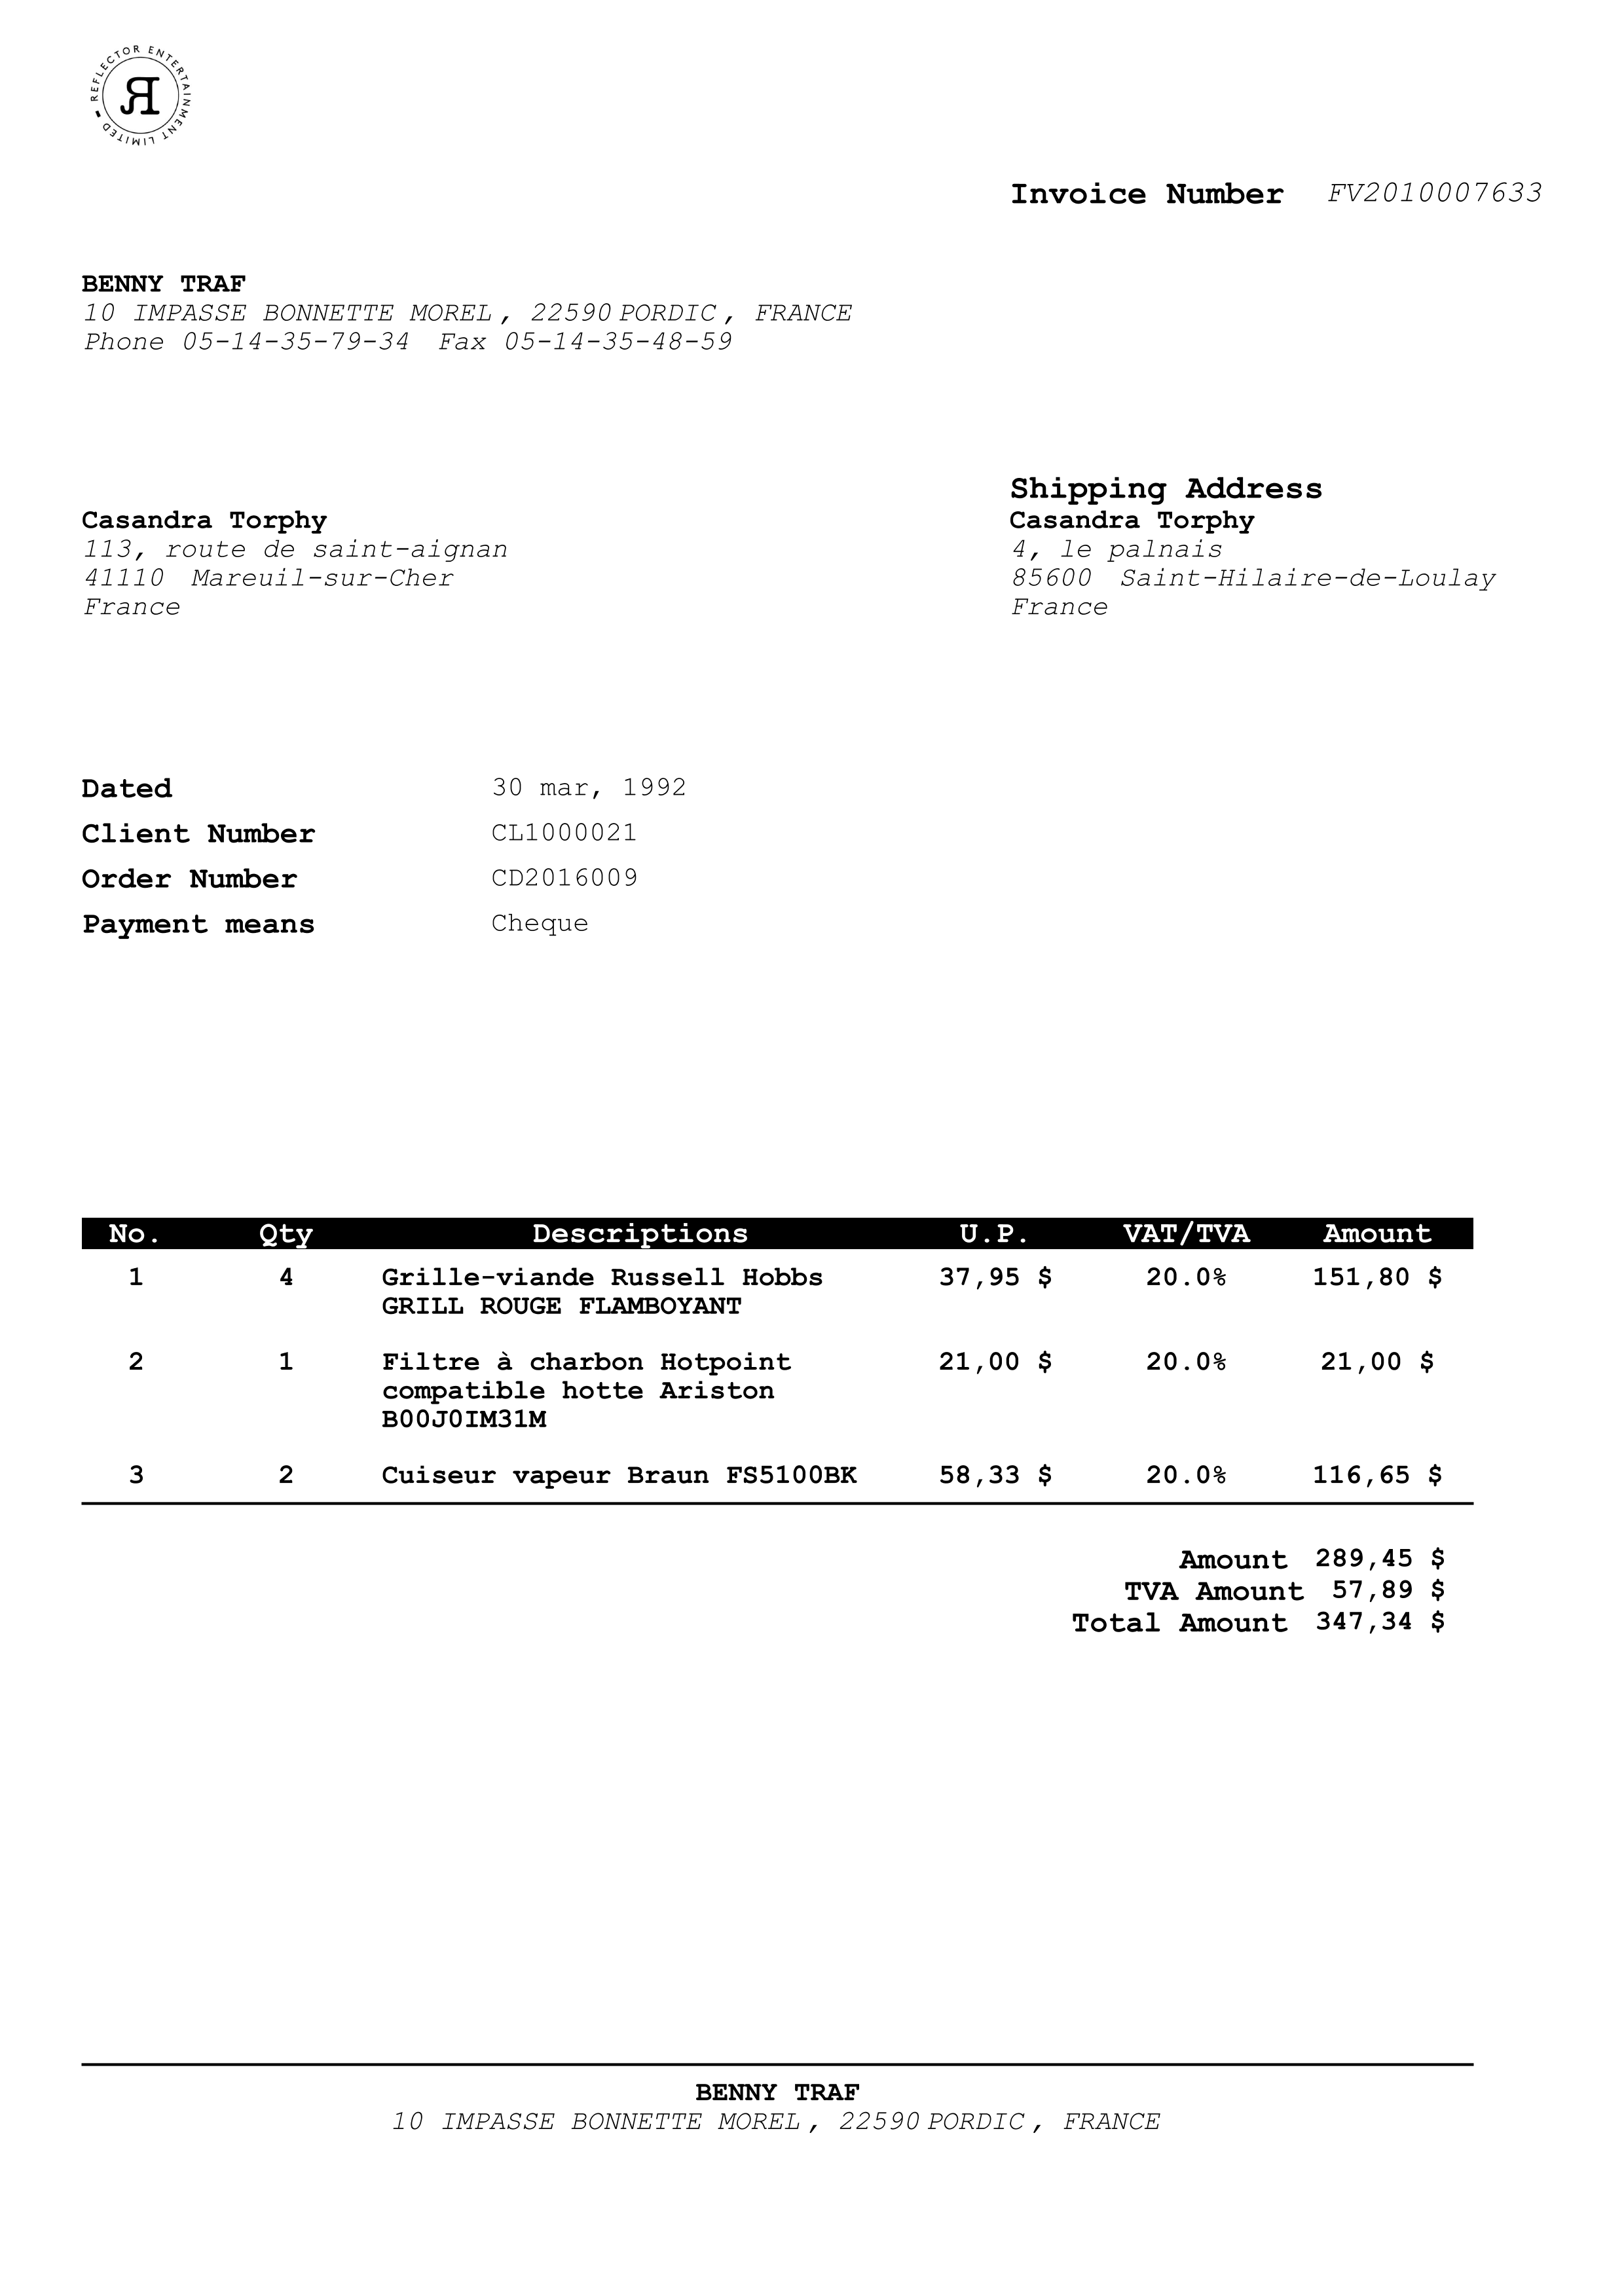 REFLECTOR ENTERTAINMENT LIMITED
Invoice Number FV2010007633
BENNY TRAF
10 IMPASSE BONNETTE MOREL, 22590 PORDIC, FRANCE
Phone 05-14-35-79-34 Fax 05-14-35-48-59
Shipping Address
Casandra Torphy Casandra Torphy
113, route de saint-aignan 4, le palnais
41110 Mareuil-sur-Cher 85600 Saint-Hilaire-de-Loulay
France France
Dated 30 mar, 1992
Client Number CL1000021
Order Number CD2016009
Payment means Cheque
No. Qty Descriptions U.P. VAT/TVA Amount
1 4 Grille-viande Russell Hobbs 37,95 $ 20.0% 151,80 $
GRILL ROUGE FLAMBOYANT
2 1 Filtre à charbon Hotpoint 21,00 $ 20.0% 21,00 $
compatible hotte Ariston
B00J0IM31M
3 2 Cuiseur vapeur Braun FS5100BK 58,33 $ 20.0% 116,65 $
Amount 289,45 $
TVA Amount 57,89 $
Total Amount 347,34 $
BENNY TRAF
10 IMPASSE BONNETTE MOREL, 22590 PORDIC, FRANCE